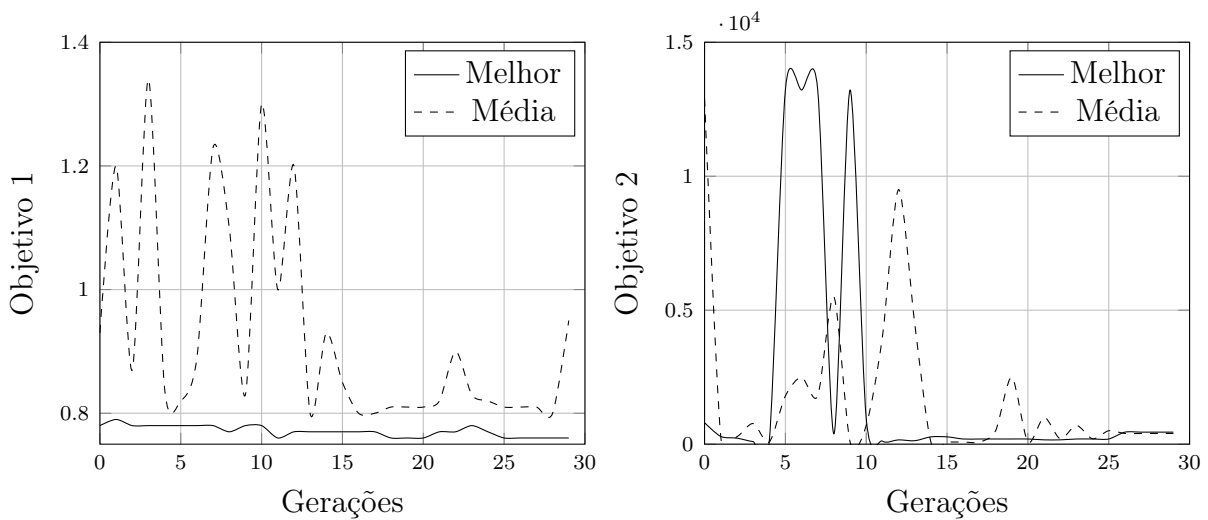 1.4
1.2
1
0.8
0 5 10 15 20 25 30
Gerações
Objetivo 1
Melhor
Média
·10⁴
1.5
1
0.5
0
0 5 10 15 20 25 30
Gerações
Objetivo 2
Melhor
Média